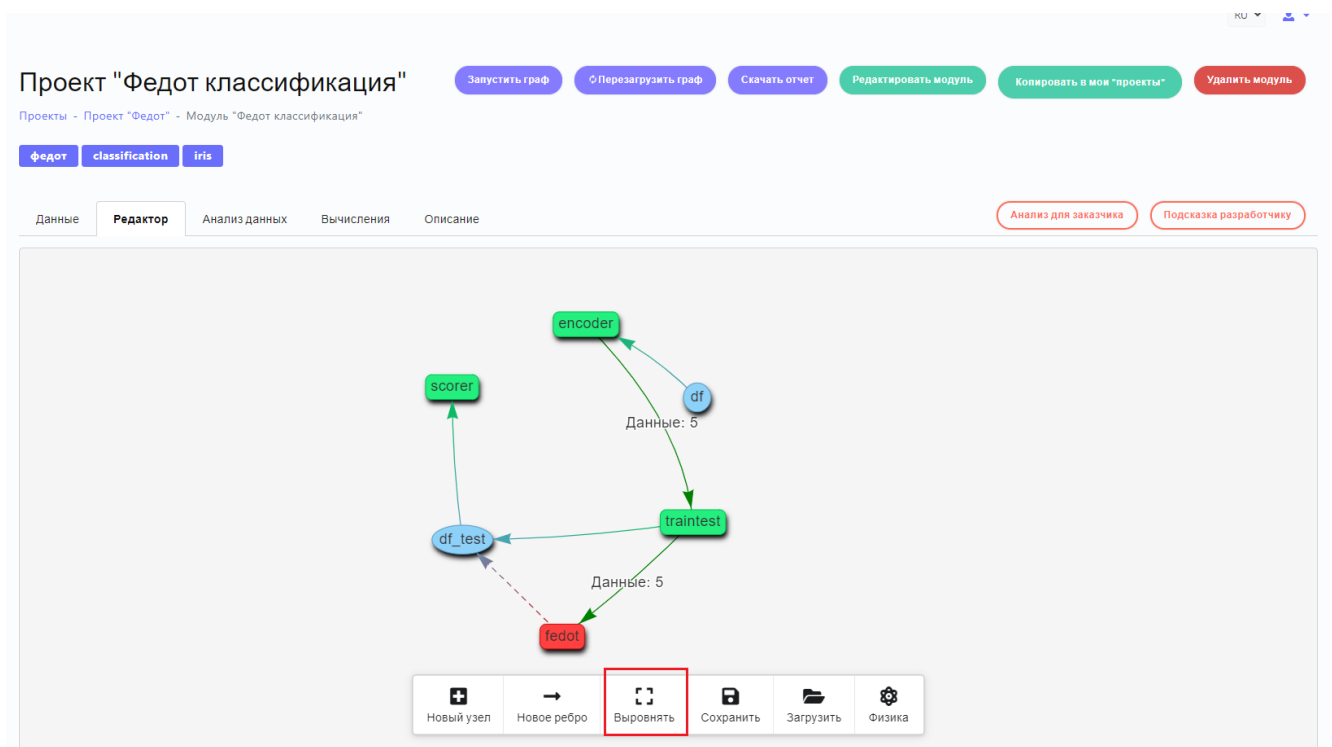 RU
Проект "Федот классификация"
Запустить граф
Перезагрузить граф
Скачать отчет
Редактировать модуль
Копировать в мои "проекты"
Удалить модуль
Проекты - Проект "Федот" - Модуль "Федот классификация"
федот classification iris
Данные Редактор Анализ данных Вычисления Описание
Анализ для заказчика Подсказка разработчику
encoder
scorer
df
Данные: 5
traintest
df_test
Данные: 5
fedot
Новый узел Новое ребро Выровнять Сохранить Загрузить Физика